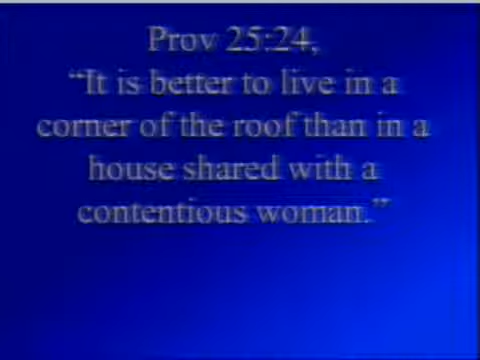 Prov 25:24,
“It is better to live in a
corner of the roof than in a
house shared with a
contentious woman.”